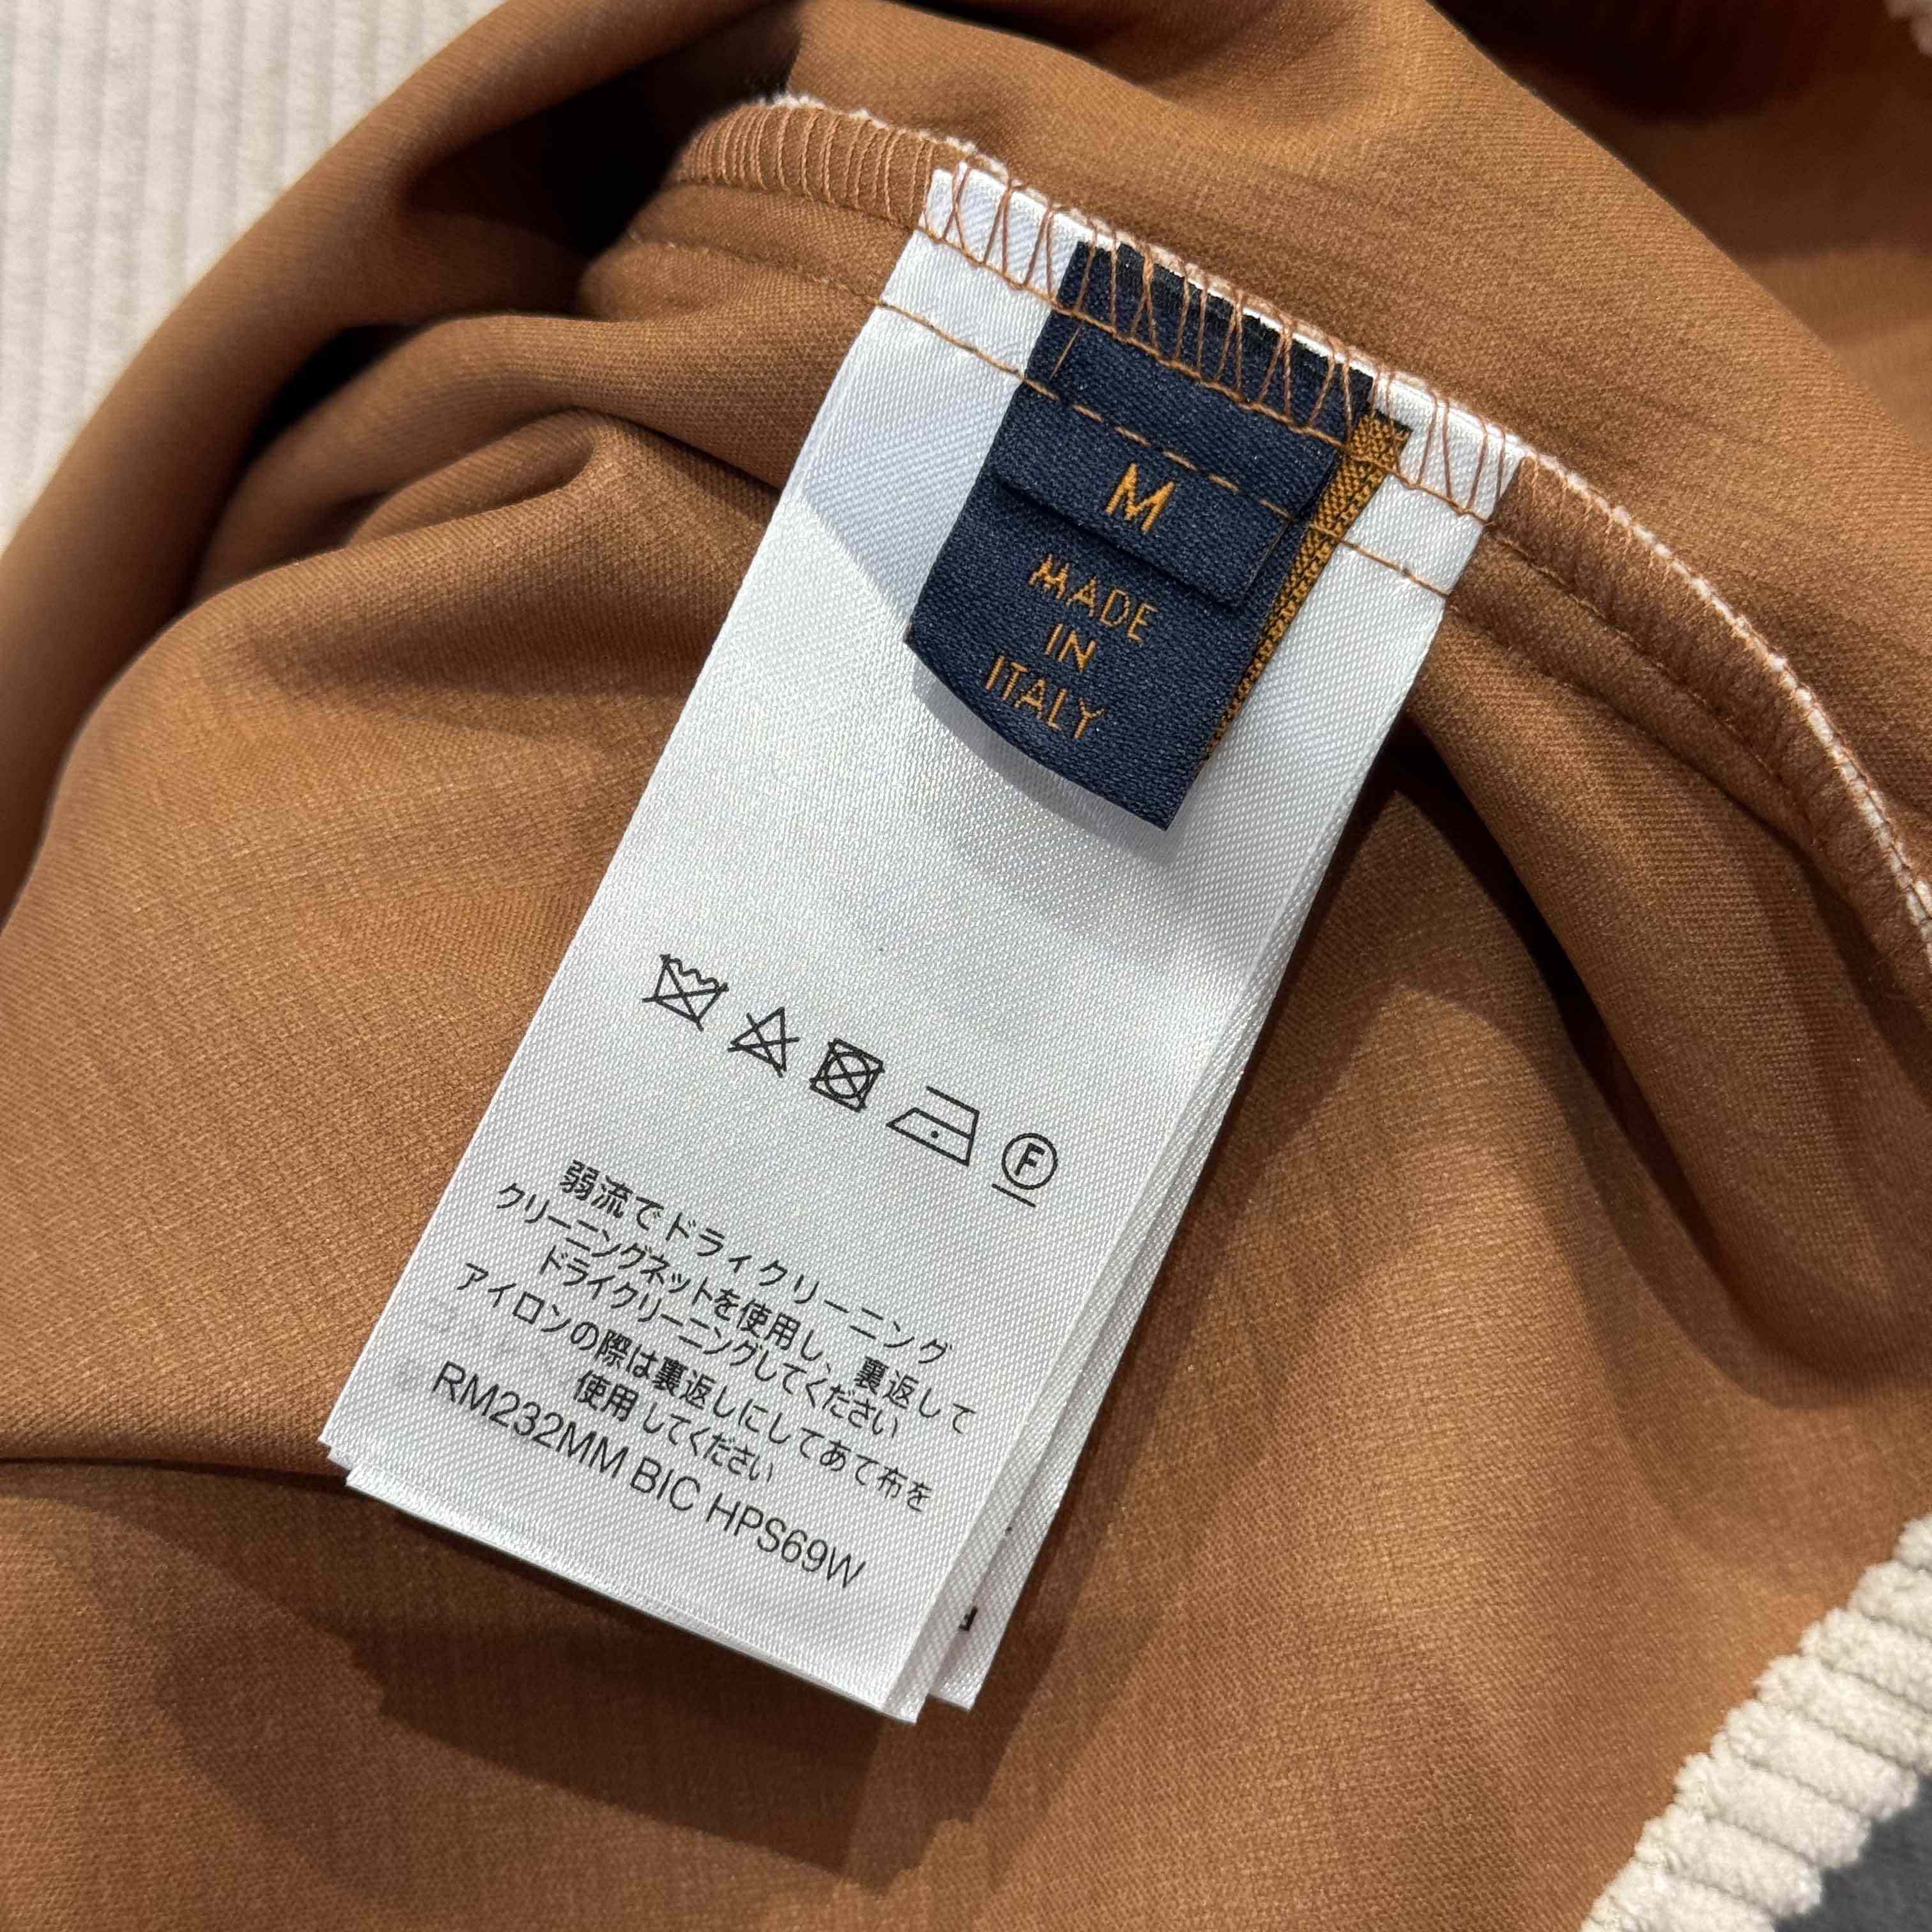 M
MADE
IN
ITALY
F
弱流でドライクリーニング
クリーニングネットを使用し、裏返して
ドライクリーニングしてください
アイロンの際は裏返しにしてあて布を
使用してください
RM232MM BIC HPS69W